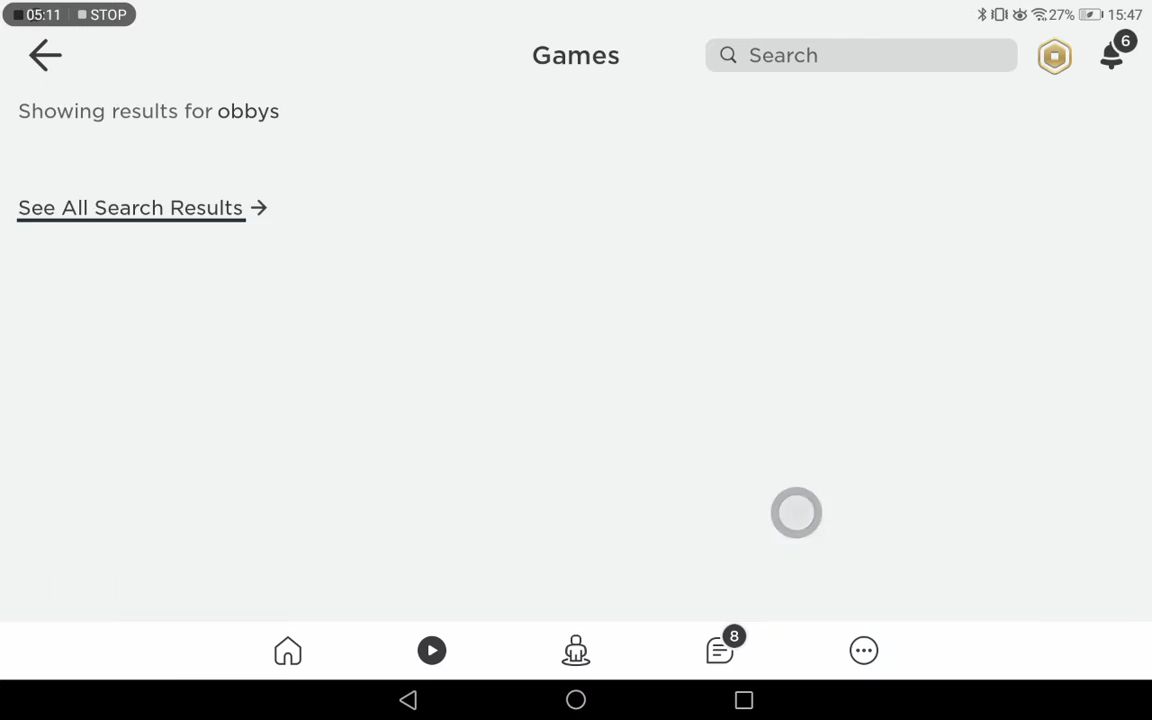 05:11 STOP
27% 15:47
Games
Search
6
Showing results for obbys
See All Search Results
8